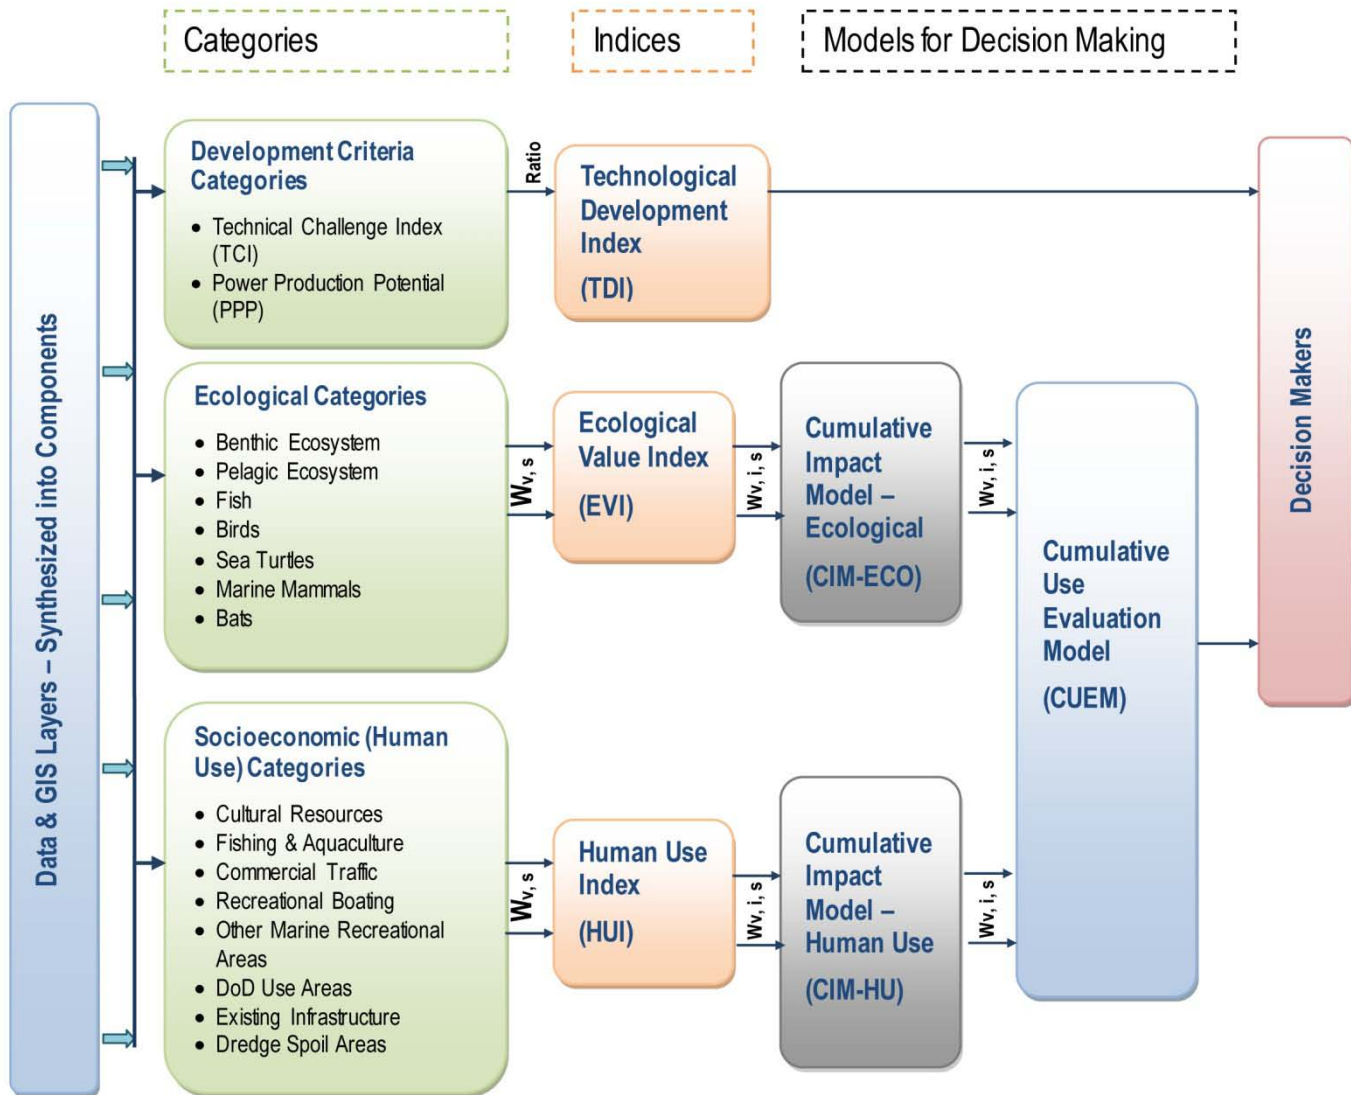 Categories
Indices
Models for Decision Making
Data & GIS Layers – Synthesized into Components
Development Criteria
Categories
• Technical Challenge Index
(TCI)
• Power Production Potential
(PPP)
Ratio
Technological
Development
Index
(TDI)
Ecological Categories
• Benthic Ecosystem
• Pelagic Ecosystem
• Fish
• Birds
• Sea Turtles
• Marine Mammals
• Bats
Wv, s
Ecological
Value Index
(EVI)
Wv, i, s
Cumulative
Impact
Model –
Ecological
(CIM-ECO)
Wv, i, s
Socioeconomic (Human
Use) Categories
• Cultural Resources
• Fishing & Aquaculture
• Commercial Traffic
• Recreational Boating
• Other Marine Recreational
Areas
• DoD Use Areas
• Existing Infrastructure
• Dredge Spoil Areas
Wv, s
Human Use
Index
(HUI)
Wv, i, s
Cumulative
Impact
Model –
Human Use
(CIM-HU)
Wv, i, s
Cumulative
Use
Evaluation
Model
(CUEM)
Decision Makers